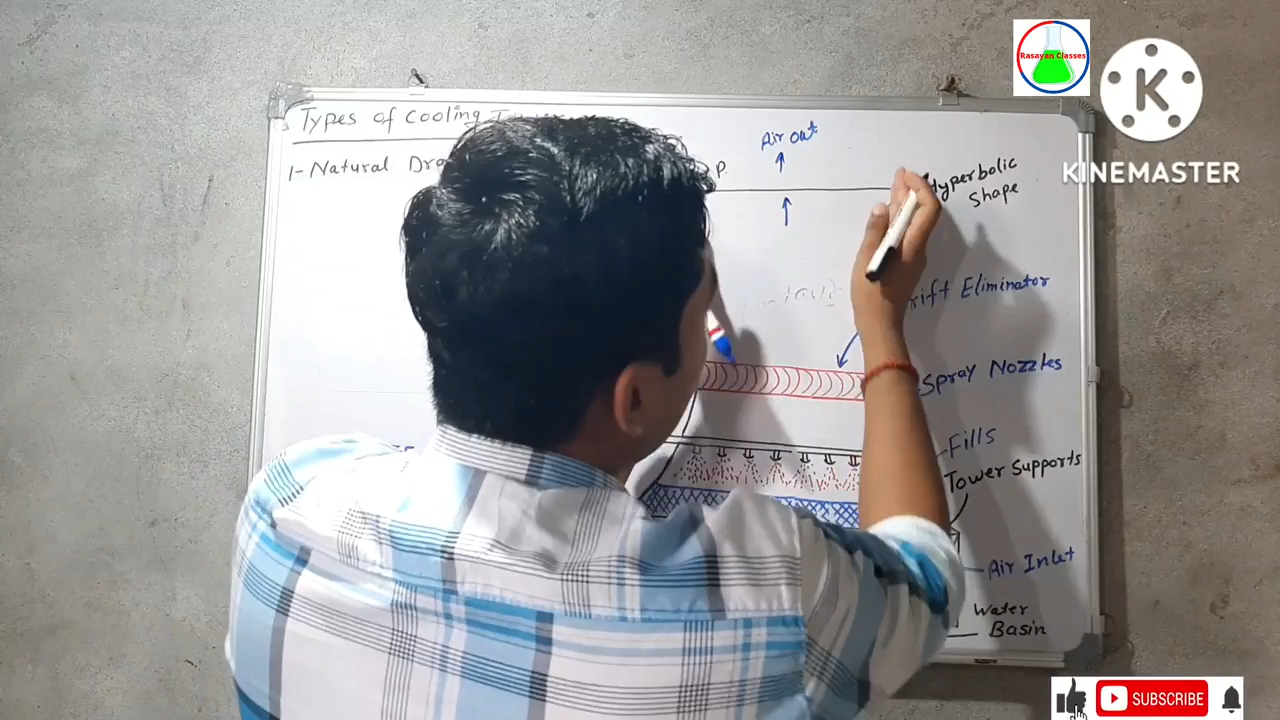 Rasayan Classes
KINEMASTER
Types of Cooling
1- Natural
Air out
Hyperbolic
Shape
Drift Eliminator
Spray Nozzles
Fills
Tower Supports
Air Inlet
Water
Basin
SUBSCRIBE